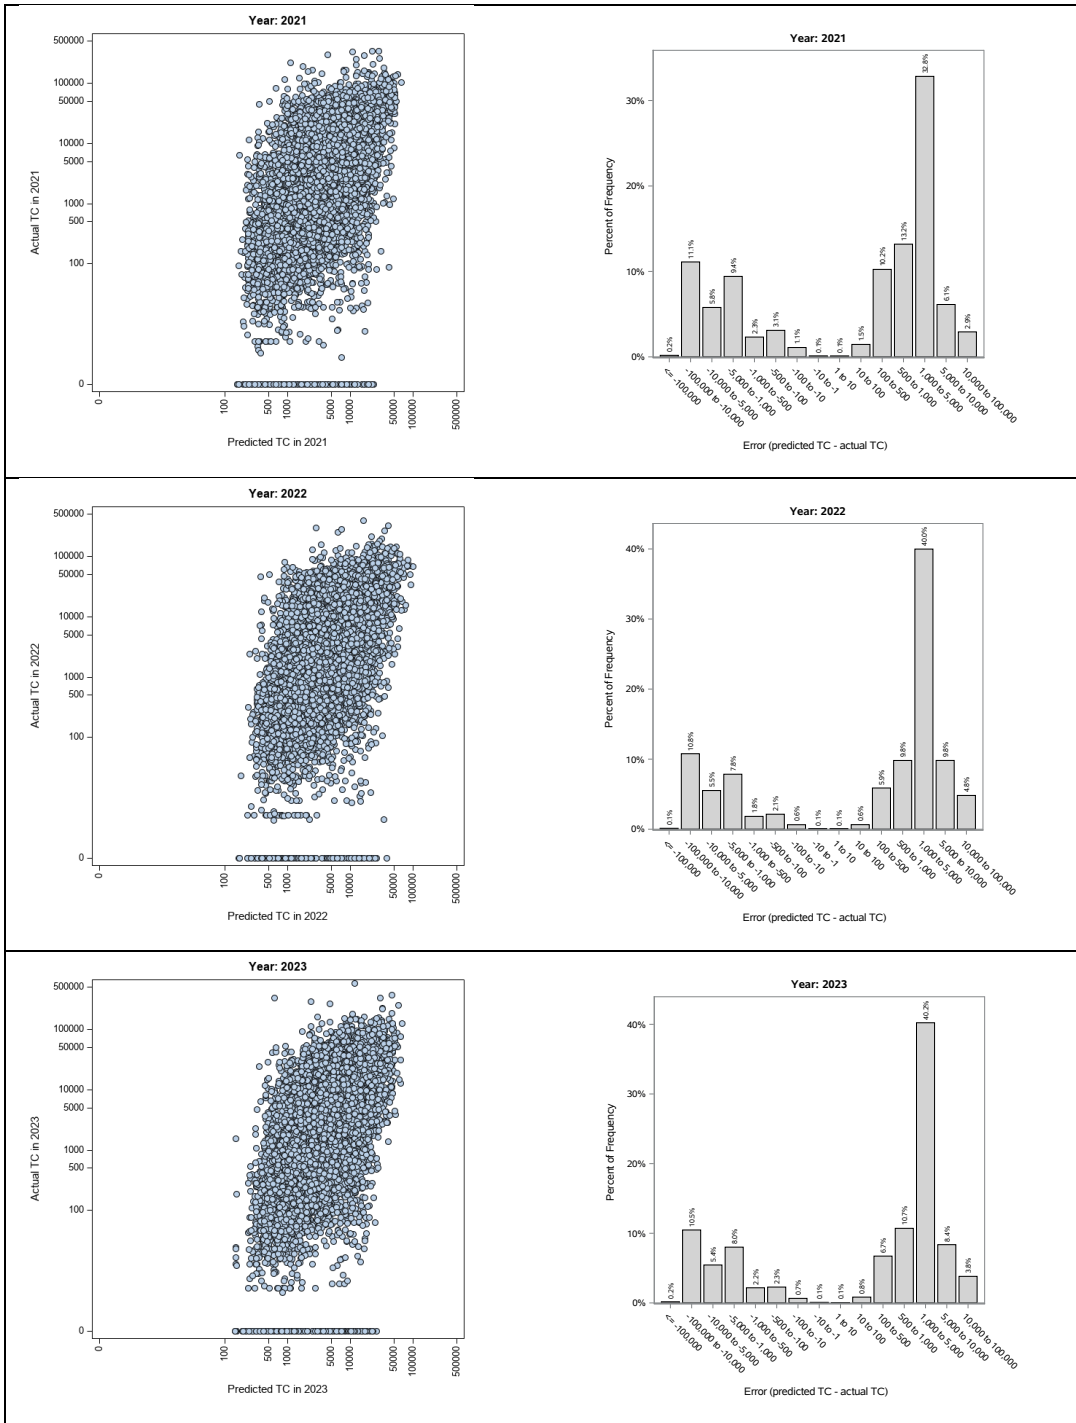 Year: 2021
500000
100000
50000
10000
5000
1000
500
100
0
Actual TC in 2021
0
100
500
1000
5000
10000
50000
100000
500000
Predicted TC in 2021
Year: 2021
30%
20%
10%
0%
Percent of Frequency
0.2%
11.1%
5.8%
9.4%
2.3%
3.1%
1.1%
0.1%
0.1%
1.5%
10.2%
13.2%
32.8%
6.1%
2.9%
<= -100,000
-100,000 to -10,000
-10,000 to -5,000
-5,000 to -1,000
-1,000 to -500
-500 to -100
-100 to -10
-10 to -1
1 to 10
10 to 100
100 to 500
500 to 1,000
1,000 to 5,000
5,000 to 10,000
10,000 to 100,000
Error (predicted TC - actual TC)
Year: 2022
500000
100000
50000
10000
5000
1000
500
100
0
Actual TC in 2022
0
100
500
1000
5000
10000
50000
100000
500000
Predicted TC in 2022
Year: 2022
40%
30%
20%
10%
0%
Percent of Frequency
0.1%
10.8%
5.5%
7.8%
1.8%
2.1%
0.6%
0.1%
0.1%
0.6%
5.9%
9.8%
40.0%
9.8%
4.8%
<= -100,000
-100,000 to -10,000
-10,000 to -5,000
-5,000 to -1,000
-1,000 to -500
-500 to -100
-100 to -10
-10 to -1
1 to 10
10 to 100
100 to 500
500 to 1,000
1,000 to 5,000
5,000 to 10,000
10,000 to 100,000
Error (predicted TC - actual TC)
Year: 2023
500000
100000
50000
10000
5000
1000
500
100
0
Actual TC in 2023
0
100
500
1000
5000
10000
50000
100000
500000
Predicted TC in 2023
Year: 2023
40%
30%
20%
10%
0%
Percent of Frequency
0.2%
10.5%
5.4%
8.0%
2.2%
2.3%
0.7%
0.1%
0.1%
0.8%
6.7%
10.7%
40.2%
8.4%
3.8%
<= -100,000
-100,000 to -10,000
-10,000 to -5,000
-5,000 to -1,000
-1,000 to -500
-500 to -100
-100 to -10
-10 to -1
1 to 10
10 to 100
100 to 500
500 to 1,000
1,000 to 5,000
5,000 to 10,000
10,000 to 100,000
Error (predicted TC - actual TC)